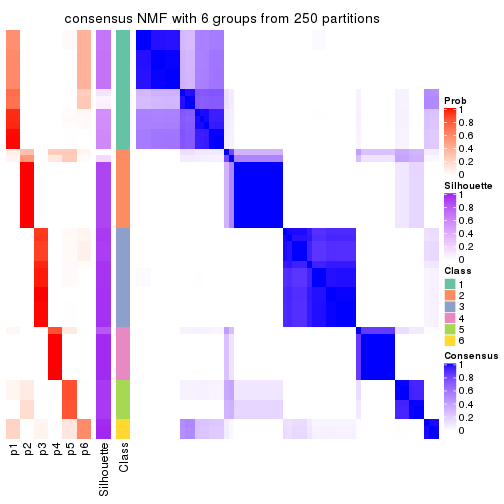 consensus NMF with 6 groups from 250 partitions
Prob
1
0.8
0.6
0.4
0.2
0
Silhouette
1
0.8
0.6
0.4
0.2
0
Class
1
2
3
4
5
6
Consensus
1
0.8
0.6
0.4
0.2
0
p1
p2
p3
p4
p5
p6
Silhouette
Class